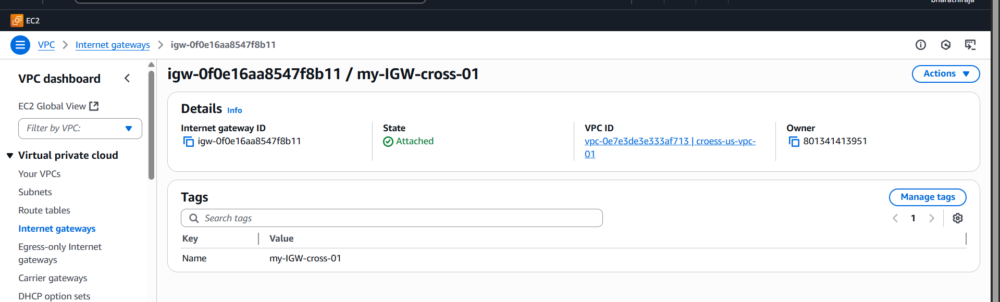 bharathiraja
EC2
VPC > Internet gateways > igw-0f0e16aa8547f8b11
VPC dashboard
EC2 Global View
Filter by VPC:
Virtual private cloud
Your VPCs
Subnets
Route tables
Internet gateways
Egress-only Internet
gateways
Carrier gateways
DHCP option sets
igw-0f0e16aa8547f8b11 / my-IGW-cross-01
Actions
Details Info
Internet gateway ID
igw-0f0e16aa8547f8b11
State
Attached
VPC ID
vpc-0e7e3de3e333af713 | croess-us-vpc-
01
Owner
801341413951
Tags
Manage tags
Search tags
1
Key Value
Name my-IGW-cross-01